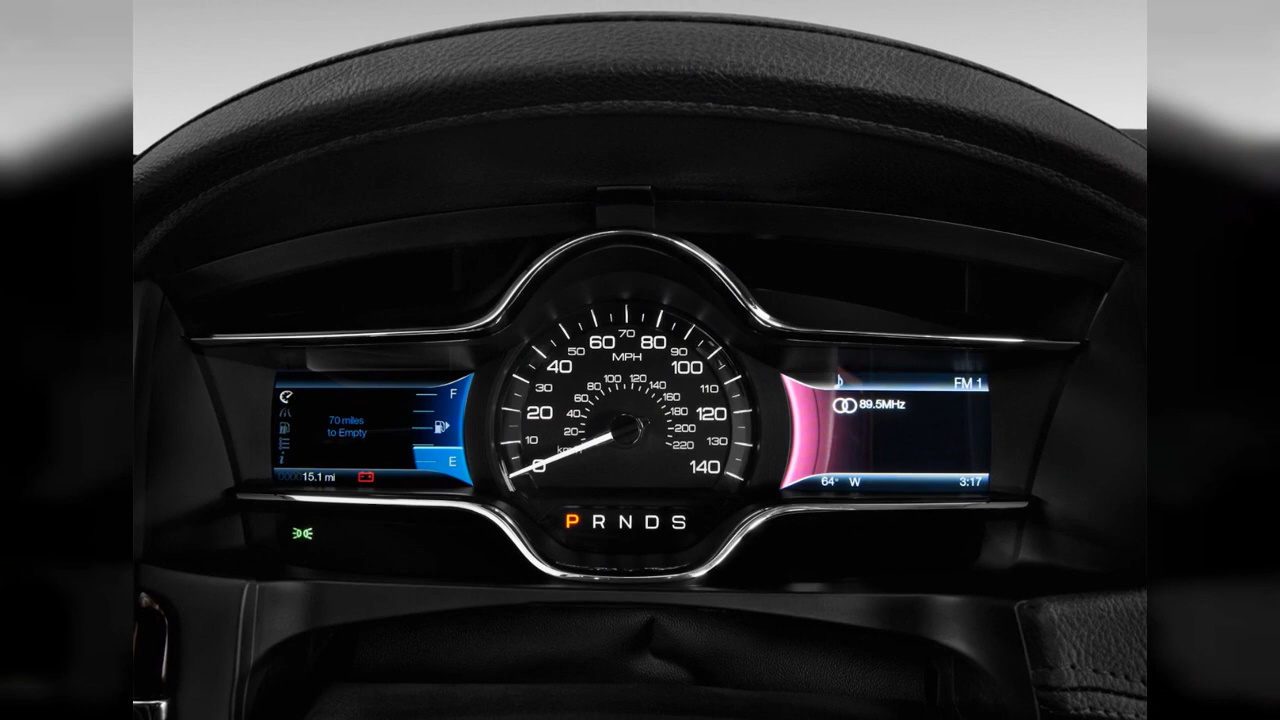 F
70 miles
to Empty
E
000015.1 mi
0
10
20
30
40
50
60
70
80
90
100
110
120
130
140
MPH
20
40
60
80
100
120
140
160
180
200
220
P R N D S
FM 1
89.5MHz
64° W
3:17